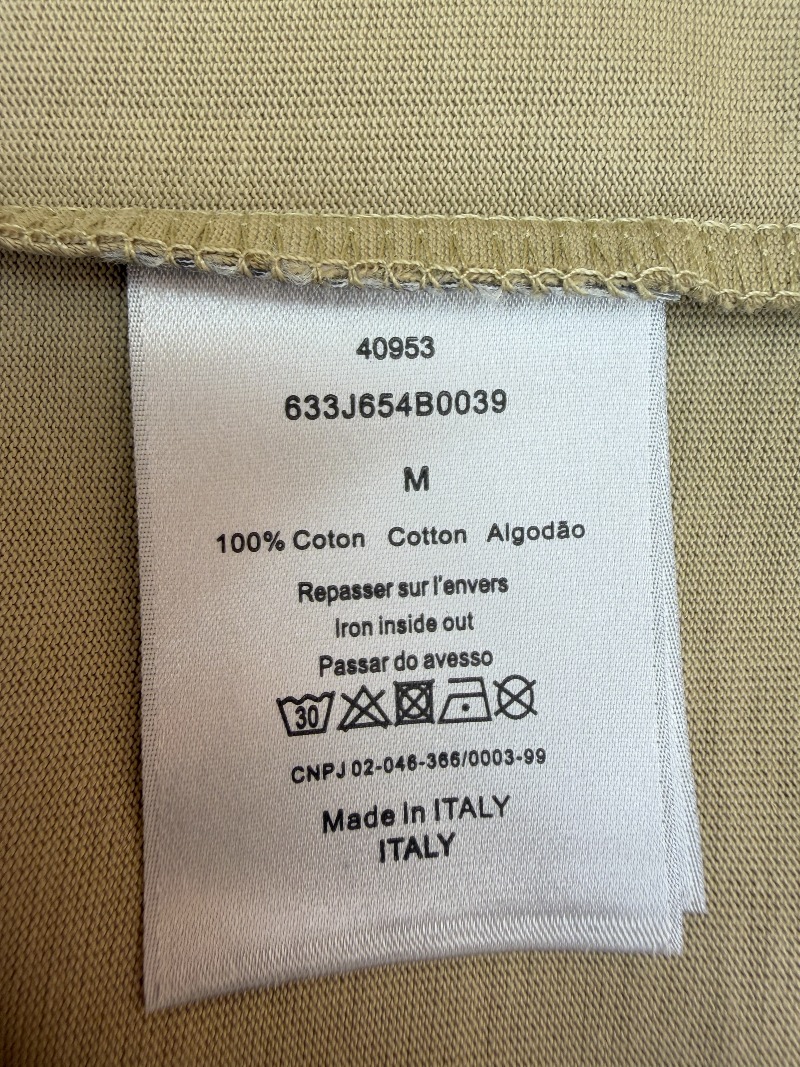 40953
633J654B0039
M
100% Coton Cotton Algodão
Repasser sur l'envers
Iron inside out
Passar do avesso
30
CNPJ 02-046-366/0003-99
Made In ITALY
ITALY